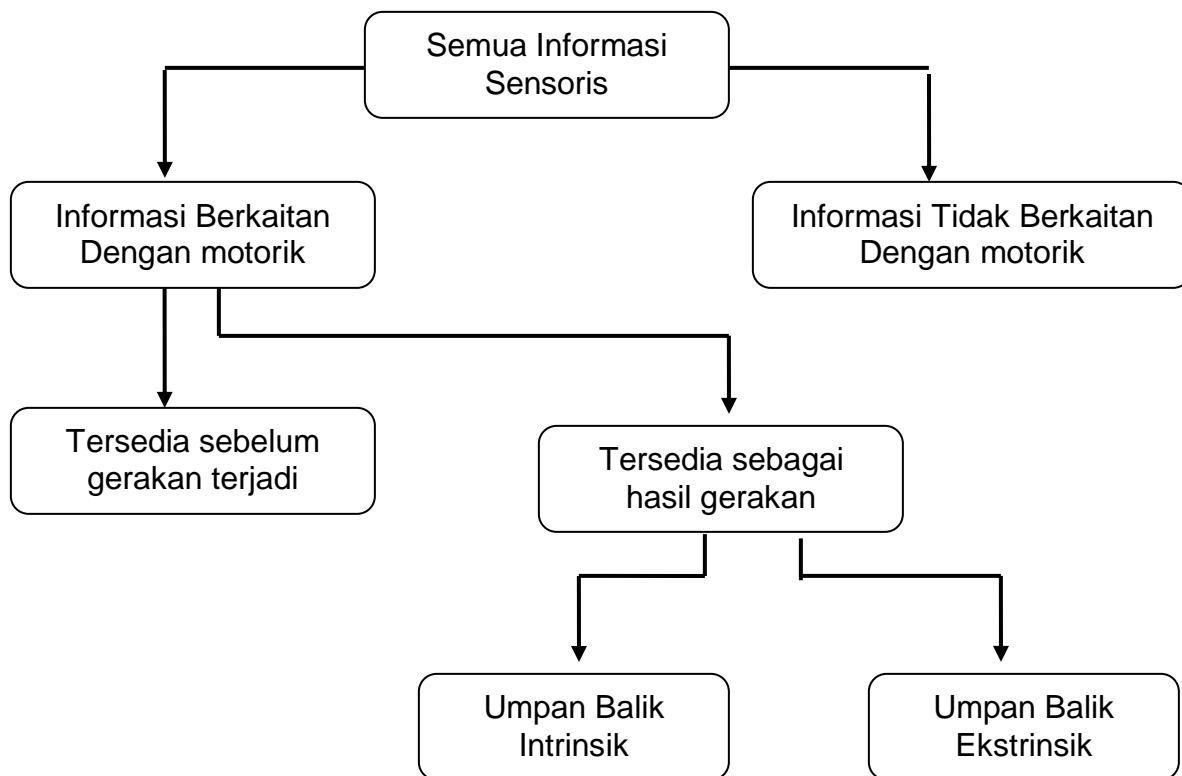 Semua Informasi
Sensoris
Informasi Berkaitan
Dengan motorik
Informasi Tidak Berkaitan
Dengan motorik
Tersedia sebelum
gerakan terjadi
Tersedia sebagai
hasil gerakan
Umpan Balik
Intrinsik
Umpan Balik
Ekstrinsik